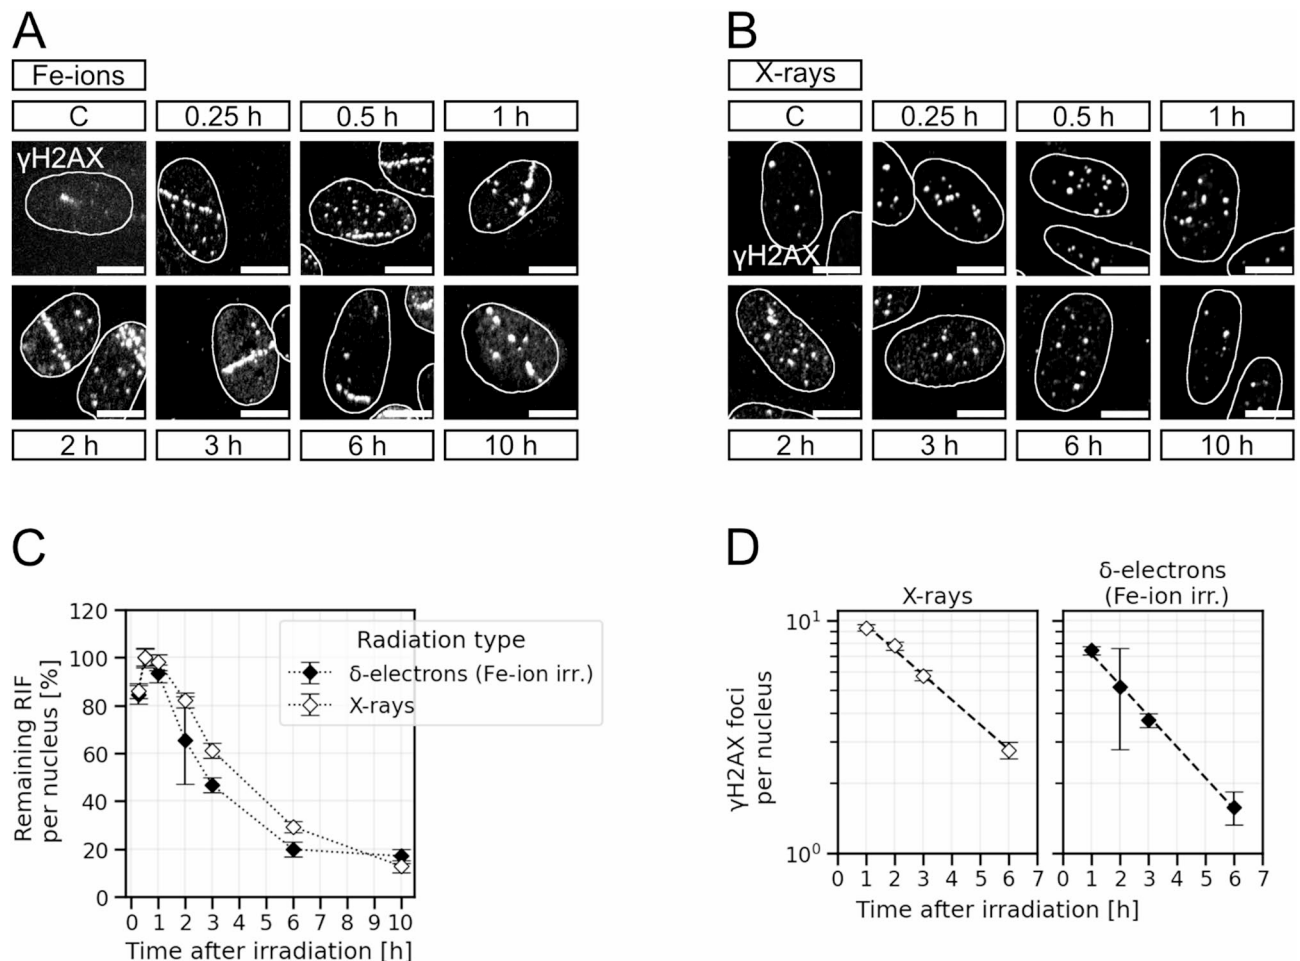 A
Fe-ions
C
0.25 h
0.5 h
1 h
γH2AX
2 h
3 h
6 h
10 h
B
X-rays
C
0.25 h
0.5 h
1 h
γH2AX
2 h
3 h
6 h
10 h
C
Remaining RIF
per nucleus [%]
120
100
80
60
40
20
0
Radiation type
δ-electrons (Fe-ion irr.)
X-rays
0 1 2 3 4 5 6 7 8 9 10
Time after irradiation [h]
D
γH2AX foci
per nucleus
X-rays
δ-electrons
(Fe-ion irr.)
10¹
10⁰
0 1 2 3 4 5 6 7
0 1 2 3 4 5 6 7
Time after irradiation [h]